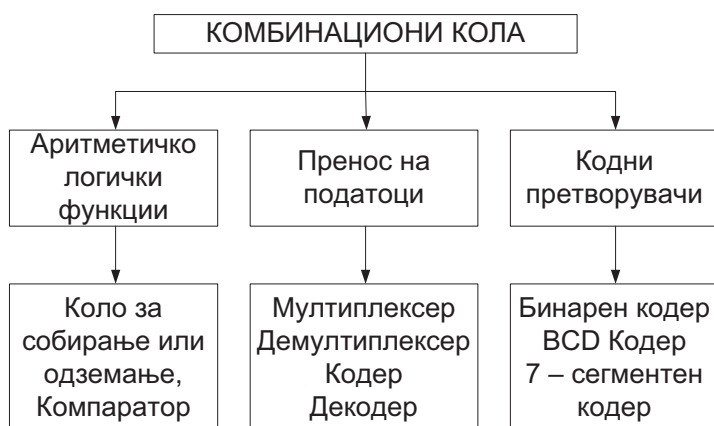 КОМБИНАЦИОНИ КОЛА
Аритметичко
логички
функции
Пренос на
податоци
Кодни
претворувачи
Коло за
собирање или
одземање,
Компаратор
Мултиплексер
Демултиплексер
Кодер
Декодер
Бинарен кодер
BCD Кодер
7 – сегментен
кодер